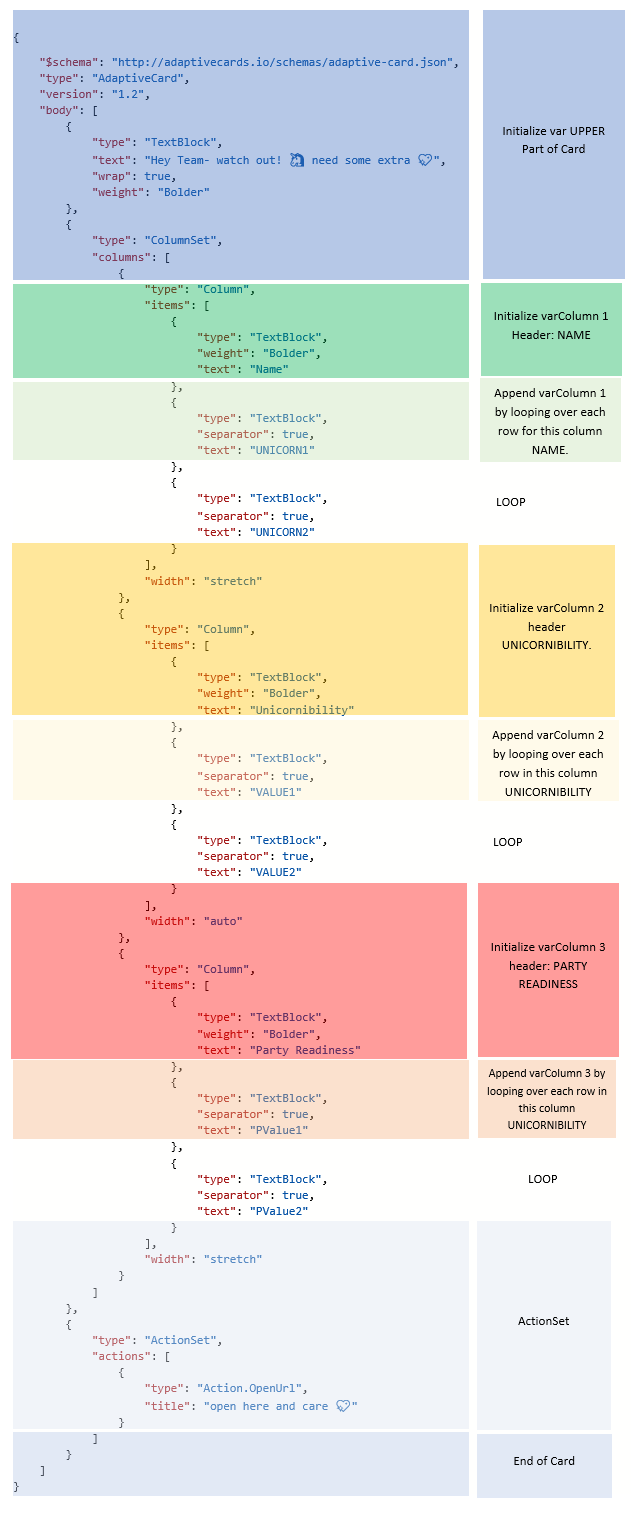 {
    "$schema": "http://adaptivecards.io/schemas/adaptive-card.json",
    "type": "AdaptiveCard",
    "version": "1.2",
    "body": [
        {
            "type": "TextBlock",
            "text": "Hey Team- watch out! 🦄 need some extra 💖",
            "wrap": true,
            "weight": "Bolder"
        },
        {
            "type": "ColumnSet",
            "columns": [
                {
Initialize var UPPER
Part of Card
                    "type": "Column",
                    "items": [
                        {
                            "type": "TextBlock",
                            "weight": "Bolder",
                            "text": "Name"
Initialize varColumn 1
Header: NAME
                        },
                        {
                            "type": "TextBlock",
                            "separator": true,
                            "text": "UNICORN1"
Append varColumn 1
by looping over each
row for this column
NAME.
                        },
                        {
                            "type": "TextBlock",
                            "separator": true,
                            "text": "UNICORN2"
LOOP
                        }
                    ],
                    "width": "stretch"
                },
                {
                    "type": "Column",
                    "items": [
                        {
                            "type": "TextBlock",
                            "weight": "Bolder",
                            "text": "Unicornibility"
Initialize varColumn 2
header
UNICORNIBILITY.
                        },
                        {
                            "type": "TextBlock",
                            "separator": true,
                            "text": "VALUE1"
Append varColumn 2
by looping over each
row in this column
UNICORNIBILITY
                        },
                        {
                            "type": "TextBlock",
                            "separator": true,
                            "text": "VALUE2"
LOOP
                        }
                    ],
                    "width": "auto"
                },
                {
                    "type": "Column",
                    "items": [
                        {
                            "type": "TextBlock",
                            "weight": "Bolder",
                            "text": "Party Readiness"
Initialize varColumn 3
header: PARTY
READINESS
                        },
                        {
                            "type": "TextBlock",
                            "separator": true,
                            "text": "PValue1"
Append varColumn 3 by
looping over each row in
this column
UNICORNIBILITY
                        },
                        {
                            "type": "TextBlock",
                            "separator": true,
                            "text": "PValue2"
LOOP
                        }
                    ],
                    "width": "stretch"
                }
            ]
        },
        {
            "type": "ActionSet",
            "actions": [
                {
                    "type": "Action.OpenUrl",
                    "title": "open here and care 💖"
                }
ActionSet
            ]
        }
    ]
}
End of Card